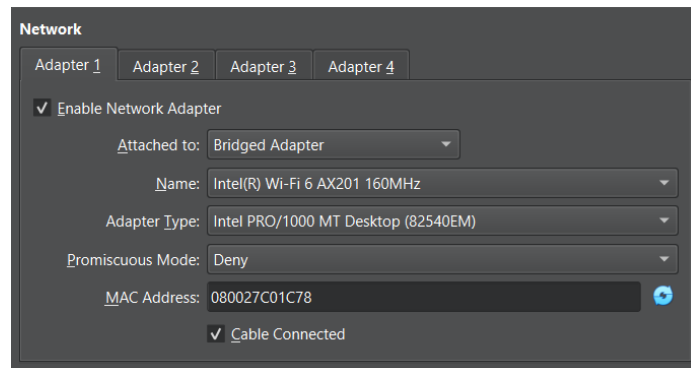 Network
Adapter 1 Adapter 2 Adapter 3 Adapter 4
Enable Network Adapter
Attached to: Bridged Adapter
Name: Intel(R) Wi-Fi 6 AX201 160MHz
Adapter Type: Intel PRO/1000 MT Desktop (82540EM)
Promiscuous Mode: Deny
MAC Address: 080027C01C78
Cable Connected